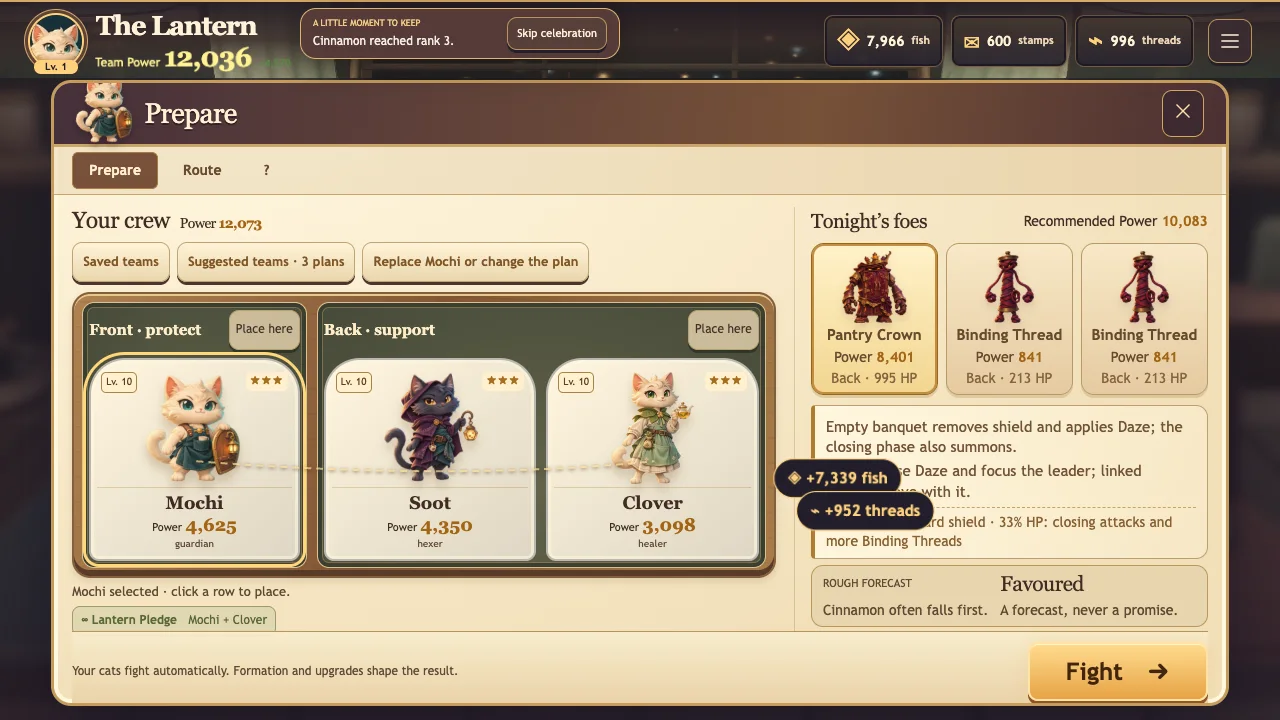 The Lantern
Team Power 12,036
Lv. 1
A LITTLE MOMENT TO KEEP
Cinnamon reached rank 3.
Skip celebration
7,966 fish
600 stamps
996 threads
Prepare
Prepare
Route
?
Your crew Power 12,073
Saved teams
Suggested teams · 3 plans
Replace Mochi or change the plan
Front · protect
Place here
Back · support
Place here
Lv. 10
Mochi
Power 4,625
guardian
Lv. 10
Soot
Power 4,350
hexer
Lv. 10
Clover
Power 3,098
healer
Mochi selected · click a row to place.
∞ Lantern Pledge Mochi + Clover
Tonight's foes
Recommended Power 10,083
Pantry Crown
Power 8,401
Back · 995 HP
Binding Thread
Power 841
Back · 213 HP
Binding Thread
Power 841
Back · 213 HP
Empty banquet removes shield and applies Daze; the
closing phase also summons.
Daze and focus the leader; linked
with it.
shield · 33% HP: closing attacks and
more Binding Threads
+7,339 fish
+952 threads
ROUGH FORECAST
Cinnamon often falls first.
Favoured
A forecast, never a promise.
Your cats fight automatically. Formation and upgrades shape the result.
Fight →